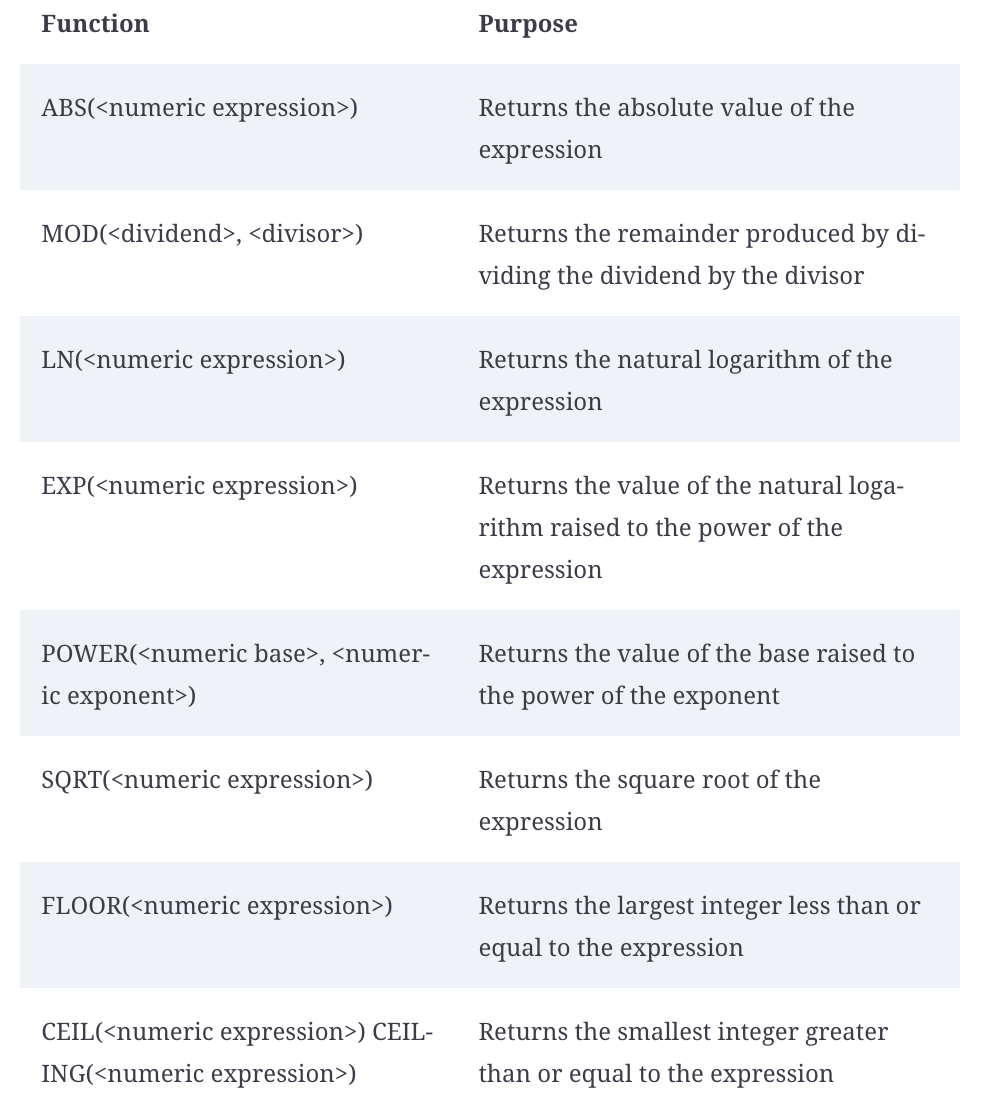 Function Purpose
ABS(<numeric expression>) Returns the absolute value of the
expression
MOD(<dividend>, <divisor>) Returns the remainder produced by di-
viding the dividend by the divisor
LN(<numeric expression>) Returns the natural logarithm of the
expression
EXP(<numeric expression>) Returns the value of the natural loga-
rithm raised to the power of the
expression
POWER(<numeric base>, <numer- Returns the value of the base raised to
ic exponent>) the power of the exponent
SQRT(<numeric expression>) Returns the square root of the
expression
FLOOR(<numeric expression>) Returns the largest integer less than or
equal to the expression
CEIL(<numeric expression>) CEIL- Returns the smallest integer greater
ING(<numeric expression>) than or equal to the expression